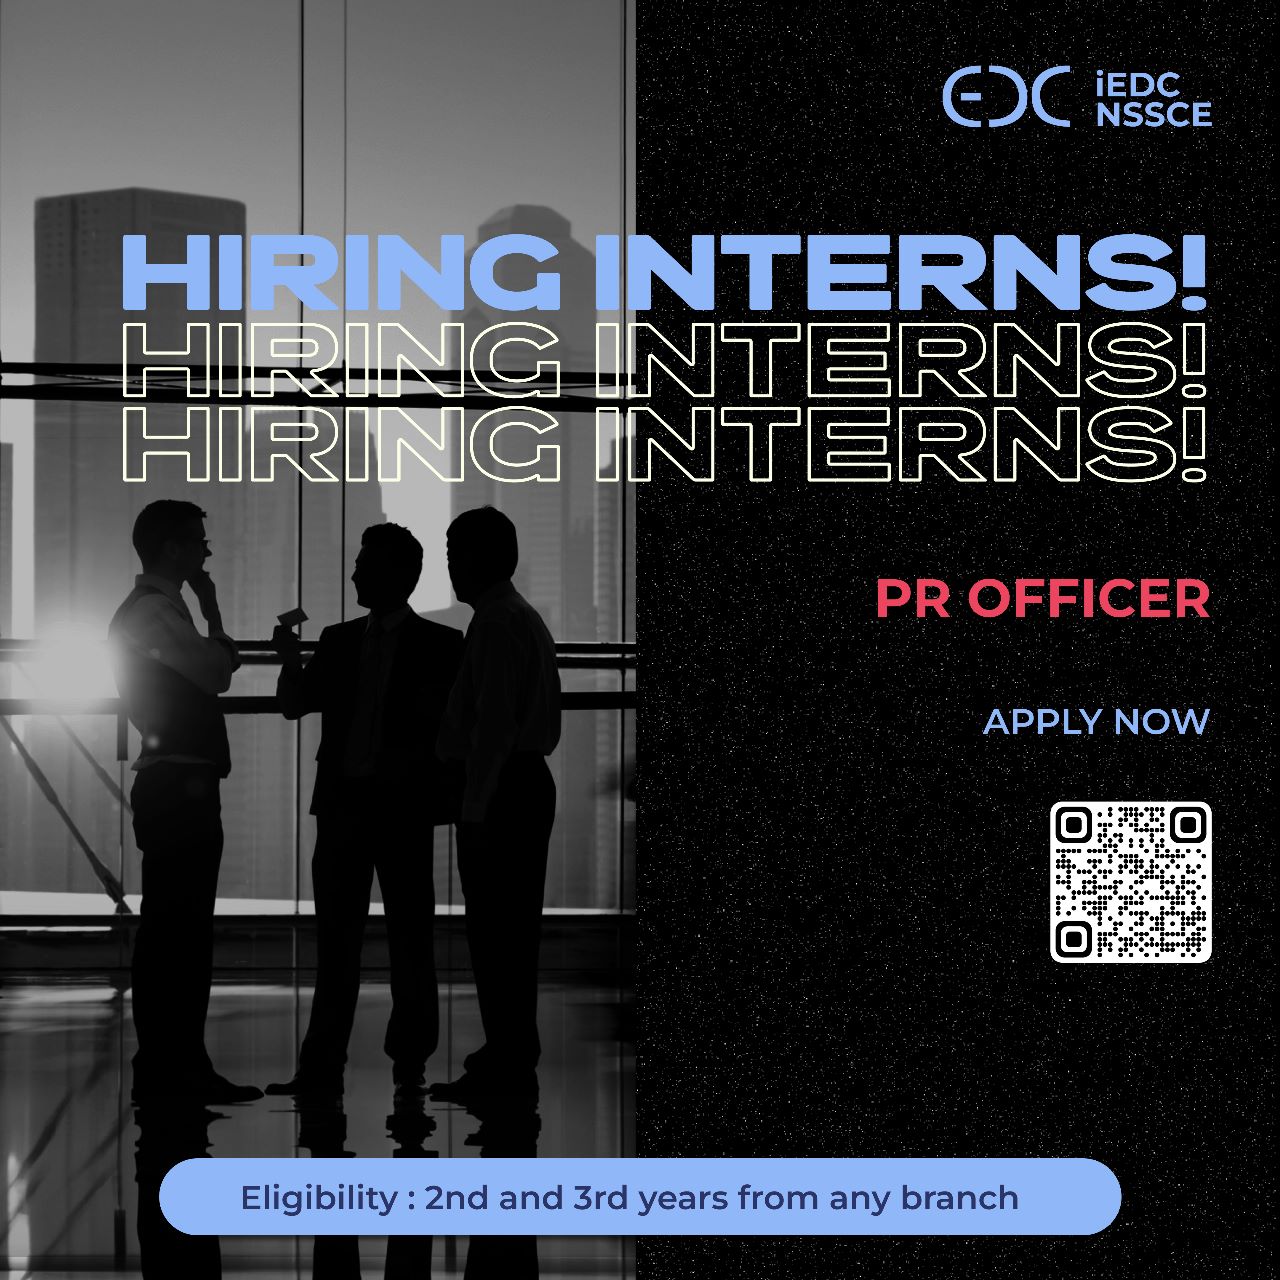 EDC
iEDC
NSSCE
HIRING INTERNS!
HIRING INTERNS!
HIRING INTERNS!
PR OFFICER
APPLY NOW
Eligibility : 2nd and 3rd years from any branch